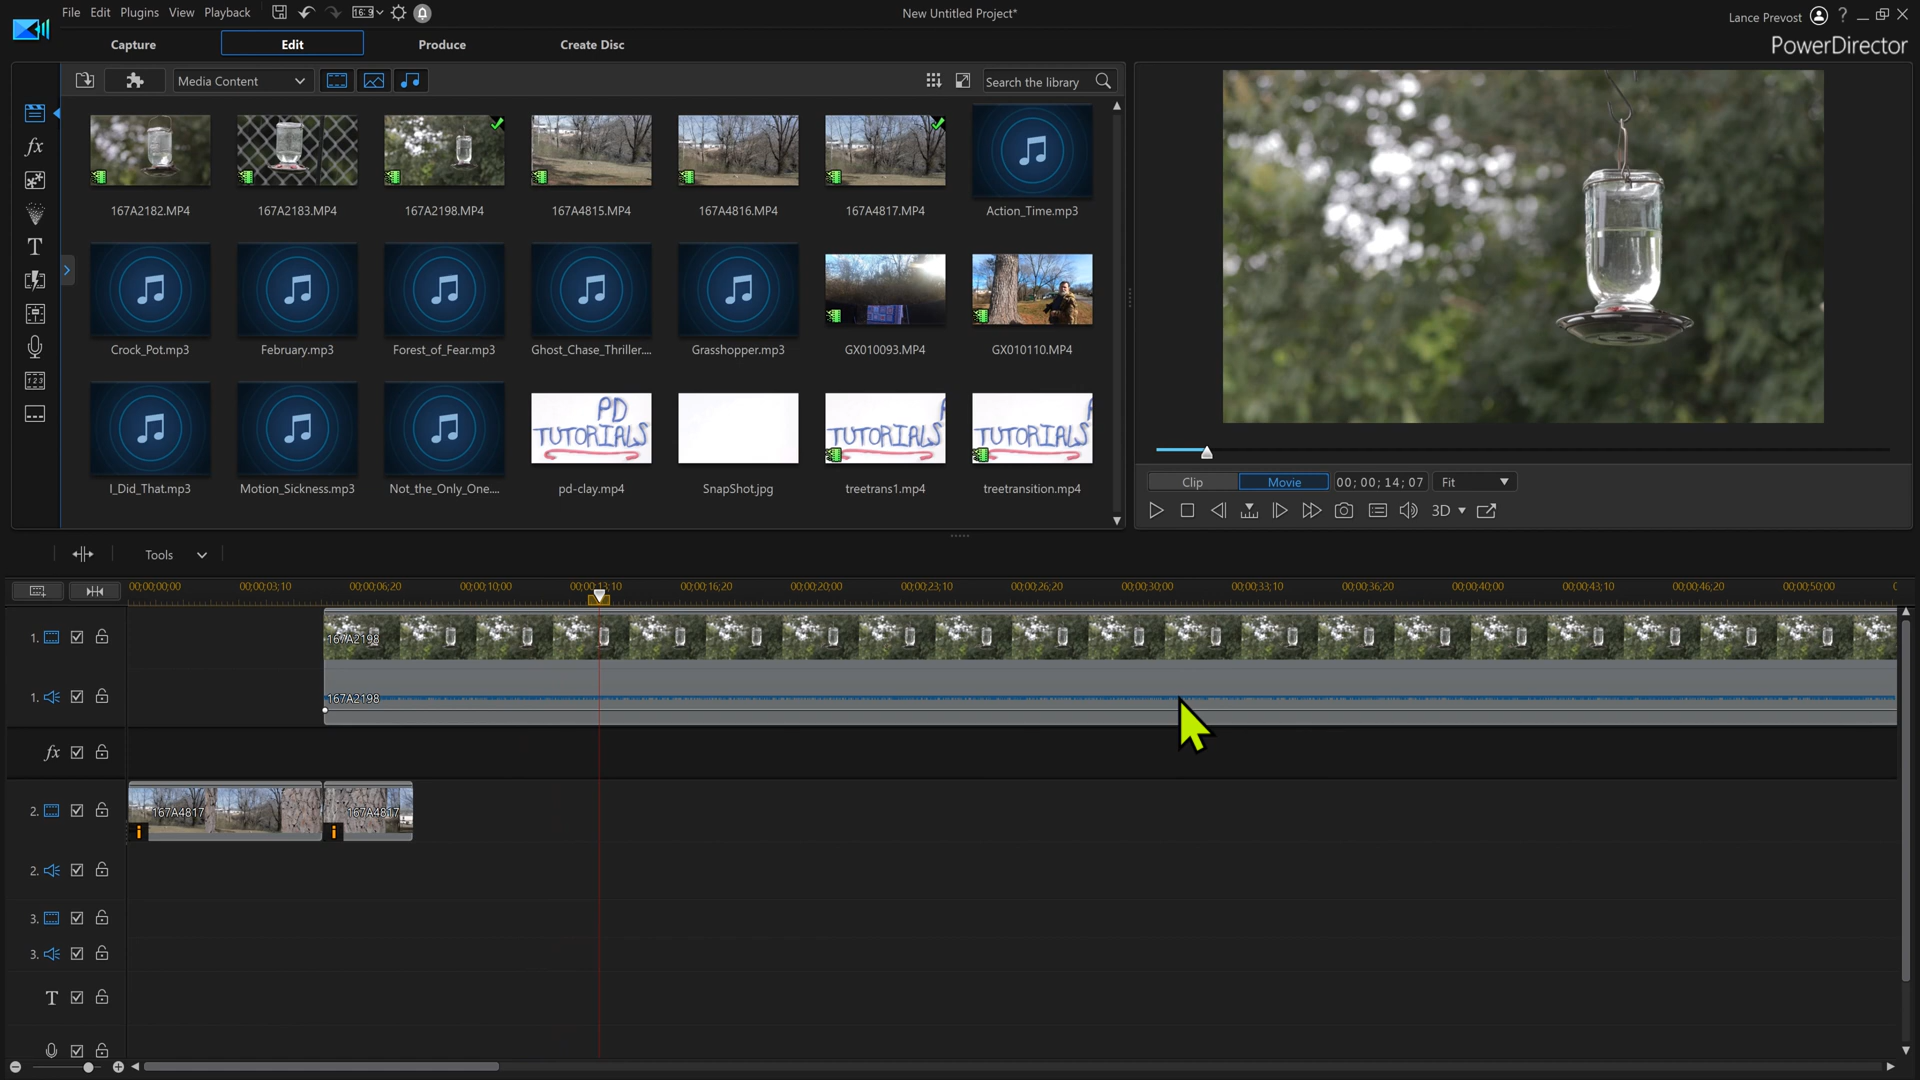 File Edit Plugins View Playback
16:9
New Untitled Project*
Lance Prevost
?
Capture Edit Produce Create Disc
PowerDirector
Media Content
Search the library
167A2182.MP4 167A2183.MP4 167A2198.MP4 167A4815.MP4 167A4816.MP4 167A4817.MP4 Action_Time.mp3
Crock_Pot.mp3 February.mp3 Forest_of_Fear.mp3 Ghost_Chase_Thriller.... Grasshopper.mp3 GX010093.MP4 GX010110.MP4
PD
TUTORIALS
TUTORIALS
TUTORIALS
I_Did_That.mp3 Motion_Sickness.mp3 Not_the_Only_One.... pd-clay.mp4 SnapShot.jpg treetrans1.mp4 treetransition.mp4
fx
T
123
Clip Movie 00;00;14;07 Fit
3D
Tools
00;00;00;00 00;00;03;10 00;00;06;20 00;00;10;00 00;00;13;10 00;00;16;20 00;00;20;00 00;00;23;10 00;00;26;20 00;00;30;00 00;00;33;10 00;00;36;20 00;00;40;00 00;00;43;10 00;00;46;20 00;00;50;00
1. 167A2198
1. 167A2198
fx
2. 167A4817 167A4817
i i
2.
3.
3.
T